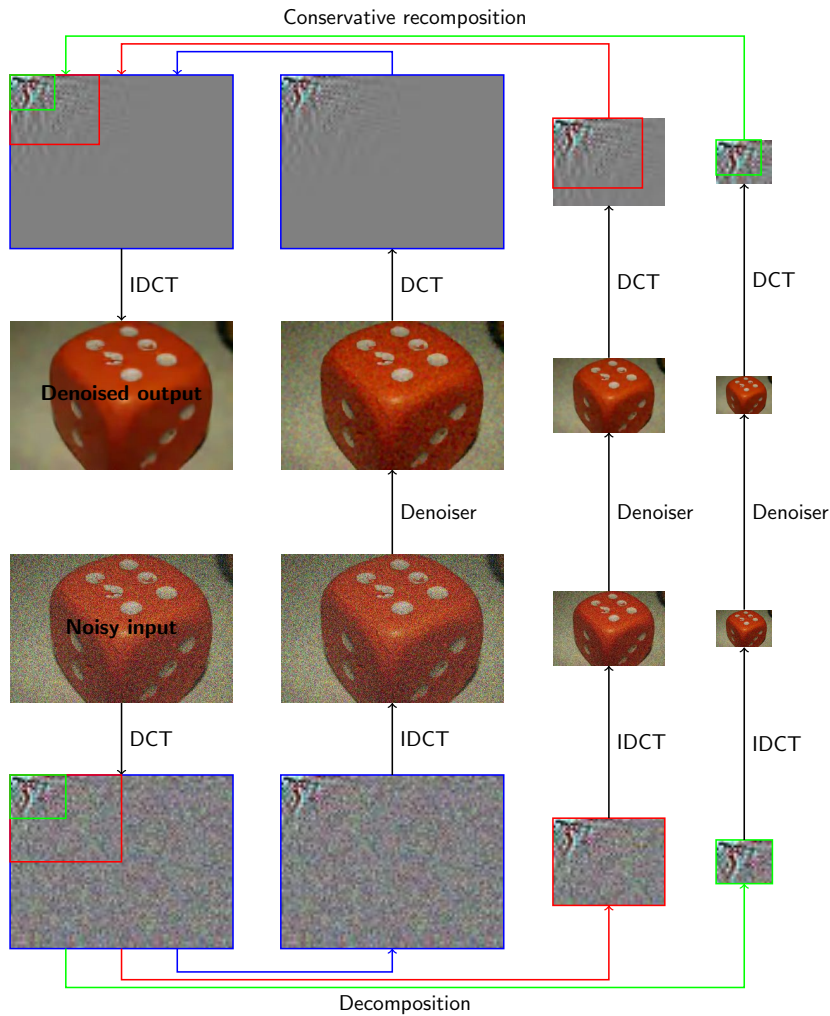 Conservative recomposition
IDCT
DCT
DCT
DCT
Denoised output
Denoiser
Denoiser
Denoiser
Noisy input
DCT
IDCT
IDCT
IDCT
Decomposition